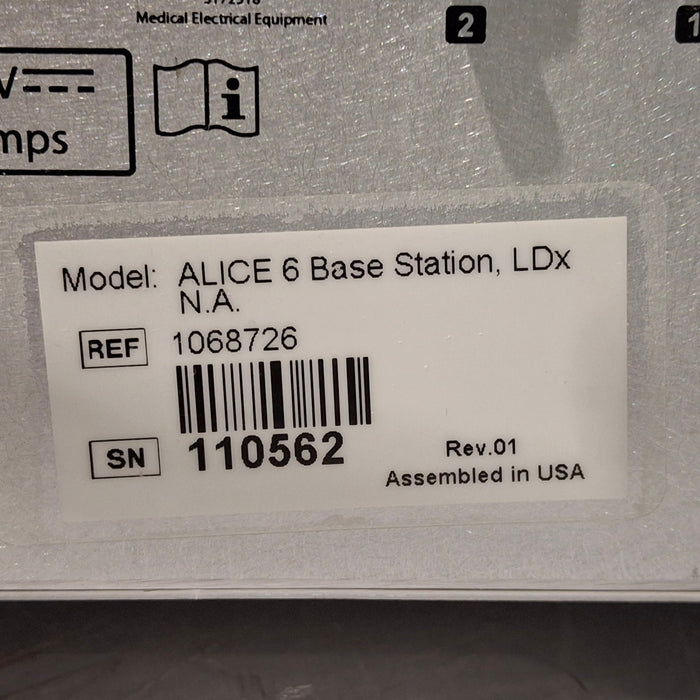 Medical Electrical Equipment
2
1
V
mps
i
Model: ALICE 6 Base Station, LDx
N.A.
REF 1068726
SN 110562
Rev.01
Assembled in USA